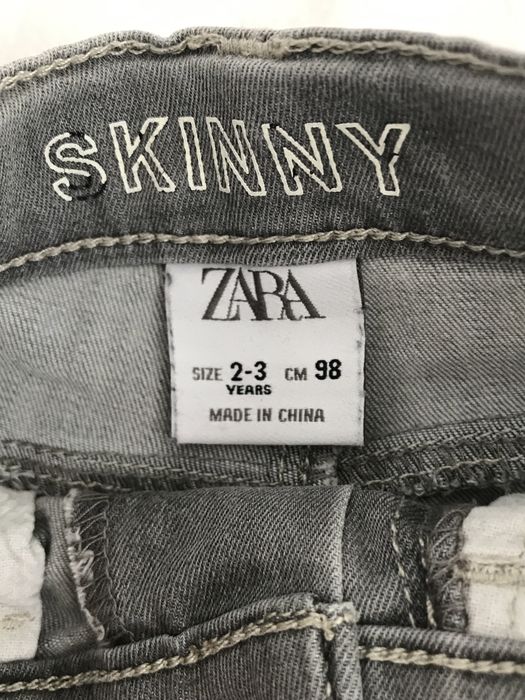 SKINNY
ZARA
SIZE 2-3 CM 98
YEARS
MADE IN CHINA